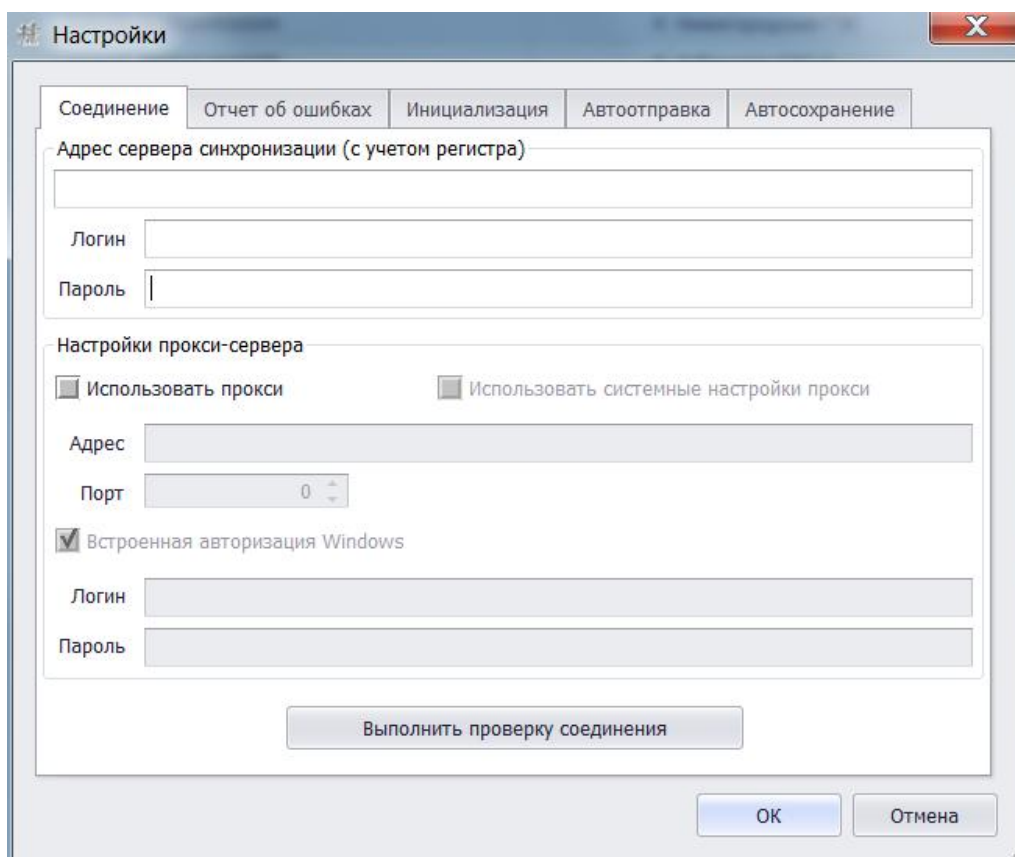 Настройки
Соединение Отчет об ошибках Инициализация Автоотправка Автосохранение
Адрес сервера синхронизации (с учетом регистра)
Логин
Пароль
Настройки прокси-сервера
Использовать прокси Использовать системные настройки прокси
Адрес
Порт 0
Встроенная авторизация Windows
Логин
Пароль
Выполнить проверку соединения
ОК Отмена